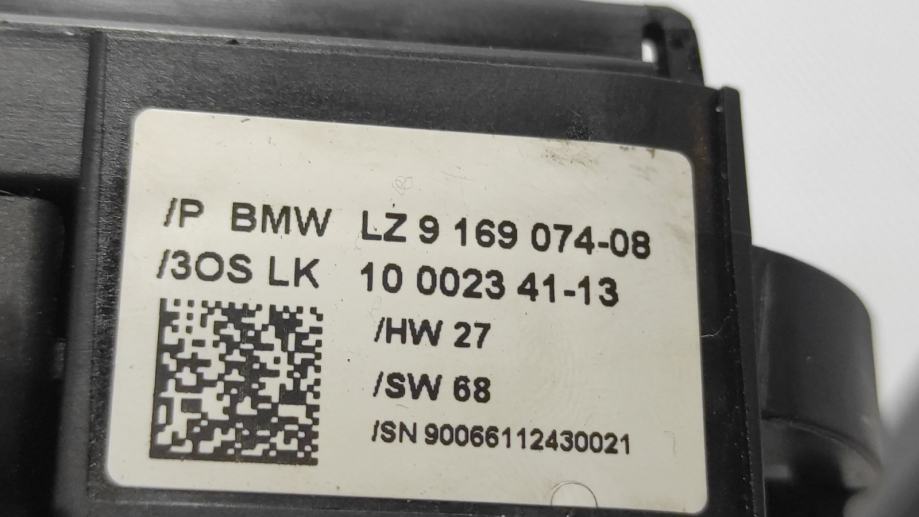 /P BMW LZ 9 169 074-08
/3OS LK 10 0023 41-13
/HW 27
/SW 68
/SN 90066112430021